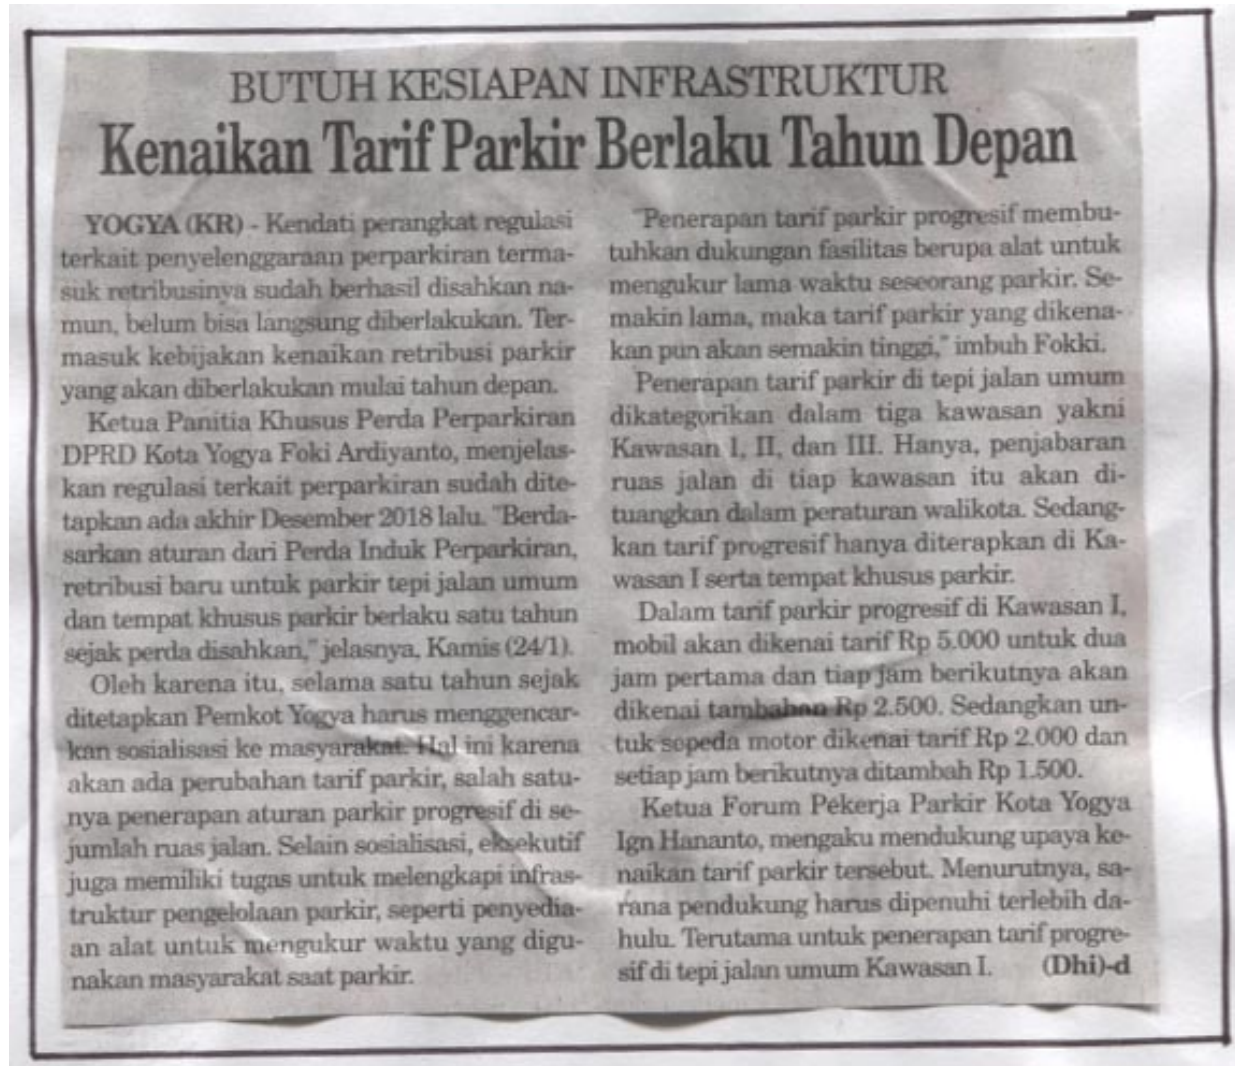 BUTUH KESIAPAN INFRASTRUKTUR
Kenaikan Tarif Parkir Berlaku Tahun Depan
YOGYA (KR) - Kendati perangkat regulasi
terkait penyelenggaraan perparkiran terma-
suk retribusinya sudah berhasil disahkan na-
mun, belum bisa langsung diberlakukan. Ter-
masuk kebijakan kenaikan retribusi parkir
yang akan diberlakukan mulai tahun depan.
Ketua Panitia Khusus Perda Perparkiran
DPRD Kota Yogya Foki Ardiyanto, menjelas-
kan regulasi terkait perparkiran sudah dite-
tapkan ada akhir Desember 2018 lalu. "Berda-
sarkan aturan dari Perda Induk Perparkiran,
retribusi baru untuk parkir tepi jalan umum
dan tempat khusus parkir berlaku satu tahun
sejak perda disahkan," jelasnya, Kamis (24/1).
Oleh karena itu, selama satu tahun sejak
ditetapkan Pemkot Yogya harus menggencar-
kan sosialisasi ke masyarakat. Hal ini karena
akan ada perubahan tarif parkir, salah satu-
nya penerapan aturan parkir progresif di se-
jumlah ruas jalan. Selain sosialisasi, eksekutif
juga memiliki tugas untuk melengkapi infras-
truktur pengelolaan parkir, seperti penyedia-
an alat untuk mengukur waktu yang digu-
nakan masyarakat saat parkir.
"Penerapan tarif parkir progresif membu-
tuhkan dukungan fasilitas berupa alat untuk
mengukur lama waktu seseorang parkir. Se-
makin lama, maka tarif parkir yang dikena-
kan pun akan semakin tinggi," imbuh Fokki.
Penerapan tarif parkir di tepi jalan umum
dikategorikan dalam tiga kawasan yakni
Kawasan I, II, dan III. Hanya, penjabaran
ruas jalan di tiap kawasan itu akan di-
tuangkan dalam peraturan walikota. Sedang-
kan tarif progresif hanya diterapkan di Ka-
wasan I serta tempat khusus parkir.
Dalam tarif parkir progresif di Kawasan I,
mobil akan dikenai tarif Rp 5.000 untuk dua
jam pertama dan tiap jam berikutnya akan
dikenai tambahan Rp 2.500. Sedangkan un-
tuk sepeda motor dikenai tarif Rp 2.000 dan
setiap jam berikutnya ditambah Rp 1.500.
Ketua Forum Pekerja Parkir Kota Yogya
Ign Hananto, mengaku mendukung upaya ke-
naikan tarif parkir tersebut. Menurutnya, sa-
rana pendukung harus dipenuhi terlebih da-
hulu. Terutama untuk penerapan tarif progre-
sif di tepi jalan umum Kawasan I. (Dhi)-d